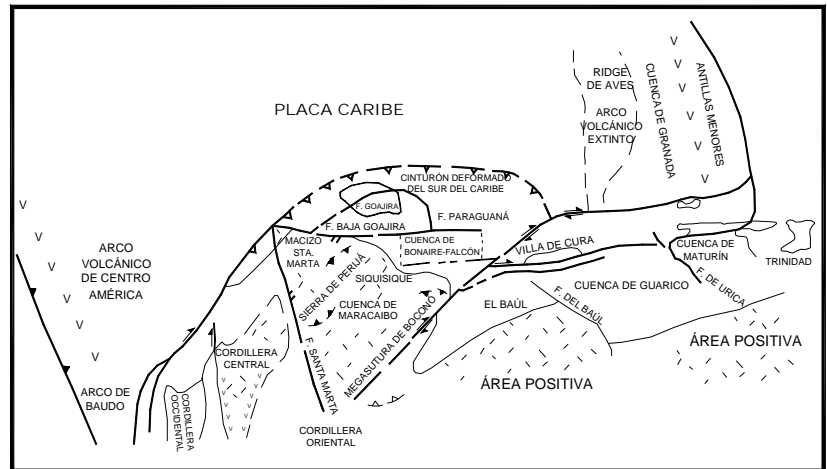 RIDGE
DE AVES
ARCO
VOLCÁNICO
EXTINTO
CUENCA DE GRANADA
ANTILLAS MENORES
PLACA CARIBE
CINTURÓN DEFORMADO
DEL SUR DEL CARIBE
F. GOAJIRA
F. BAJA GOAJIRA
F. PARAGUANÁ
MACIZO
STA.
MARTA
CUENCA DE
BONAIRE-FALCÓN
VILLA DE CURA
CUENCA DE
MATURÍN
TRINIDAD
ARCO
VOLCÁNICO
DE CENTRO
AMÉRICA
SIERRA DE PERIJÁ
SIQUISIQUE
CUENCA DE
MARACAIBO
EL BAÚL
F. DEL BAÚL
CUENCA DE GUARICO
F. DE URICA
MEGASUTURA DE BOCONÓ
F. SANTA MARTA
CORDILLERA
CENTRAL
ÁREA POSITIVA
ÁREA POSITIVA
ARCO DE
BAUDO
CORDILLERA
OCCIDENTAL
CORDILLERA
ORIENTAL